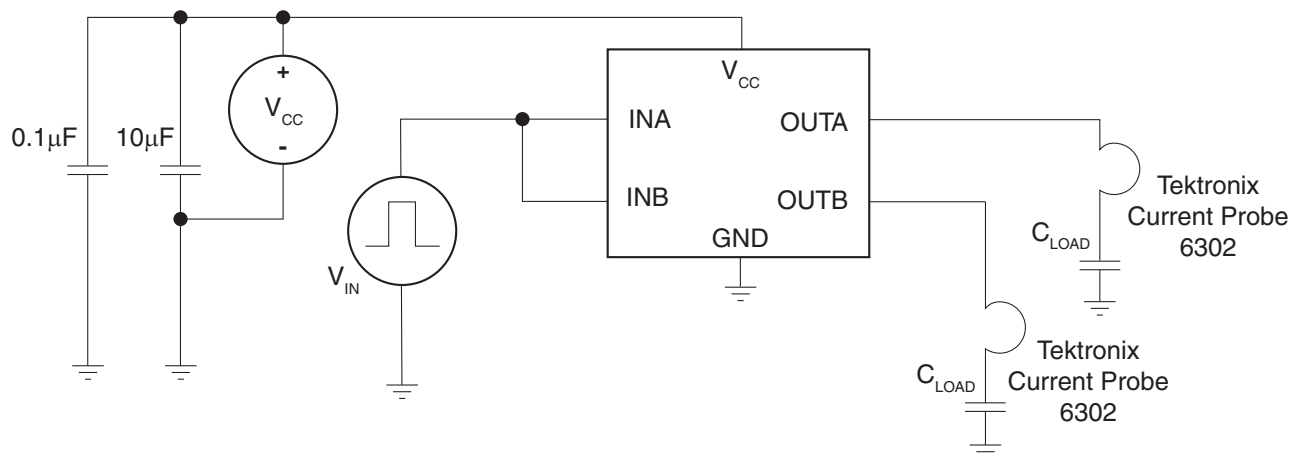 0.1μF
10μF
+
V_CC
-
V_IN
V_CC
INA
INB
OUTA
OUTB
GND
C_LOAD
Tektronix
Current Probe
6302
C_LOAD
Tektronix
Current Probe
6302